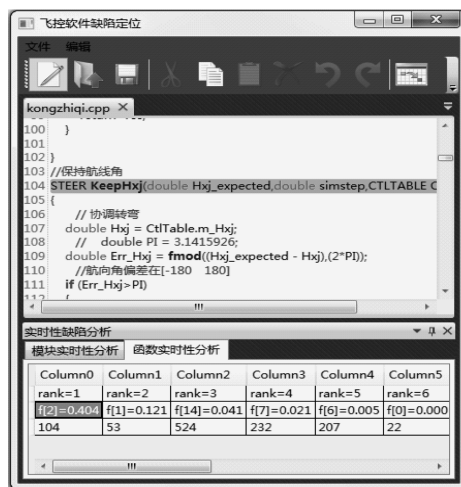 飞控软件缺陷定位
文件 编辑
kongzhiqi.cpp ×
100 }
101
102 }
103 //保持航线角
104 STEER KeepHxj(double Hxj_expected,double simstep,CTLTABLE C
105 {
106 // 协调转弯
107 double Hxj = CtlTable.m_Hxj;
108 // double PI = 3.1415926;
109 double Err_Hxj = fmod((Hxj_expected - Hxj),(2*PI));
110 //航向角偏差在[-180 180]
111 if (Err_Hxj>PI)
112 {
实时性缺陷分析
模块实时性分析 函数实时性分析
Column0 Column1 Column2 Column3 Column4 Column5
rank=1 rank=2 rank=3 rank=4 rank=5 rank=6
f[2]=0.404 f[1]=0.121 f[14]=0.041 f[7]=0.021 f[6]=0.005 f[0]=0.000
104 53 524 232 207 22